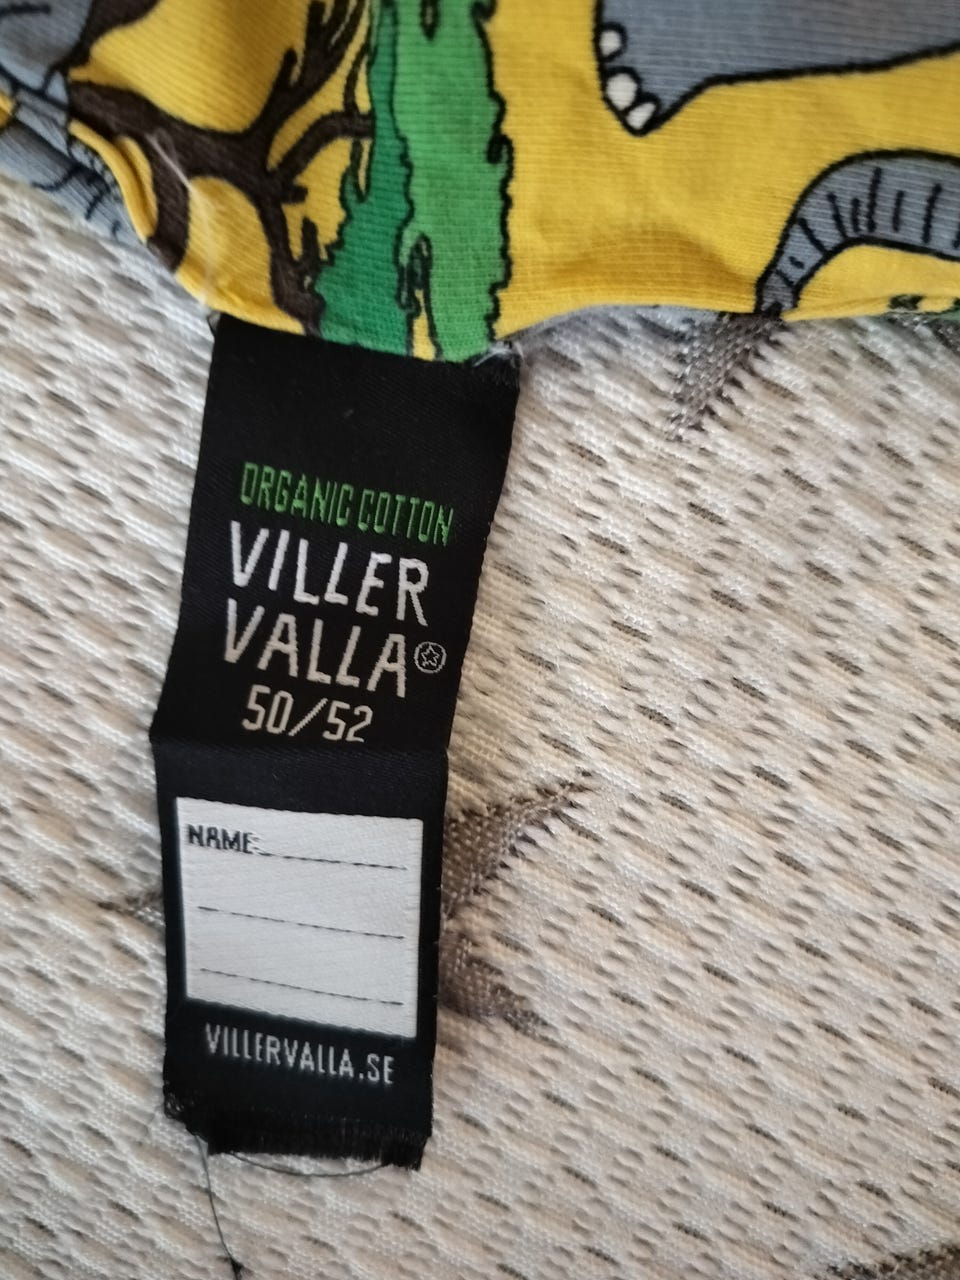 ORGANIC COTTON
VILLER
VALLA
50/52
NAME:
VILLERVALLA.SE